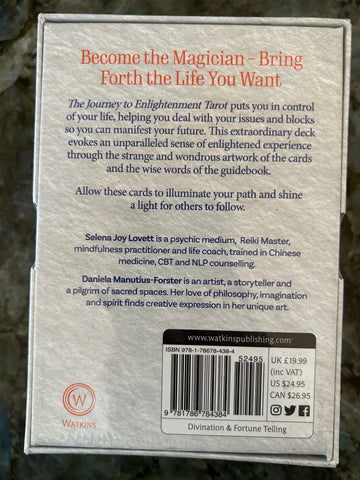 Become the Magician – Bring
Forth the Life You Want
The Journey to Enlightenment Tarot puts you in control
of your life, helping you deal with your issues and blocks
so you can manifest your future. This extraordinary deck
evokes an unparalleled sense of enlightened experience
through the strange and wondrous artwork of the cards
and the wise words of the guidebook.
Allow these cards to illuminate your path and shine
a light for others to follow.
Selena Joy Lovett is a psychic medium, Reiki Master,
mindfulness practitioner and life coach, trained in Chinese
medicine, CBT and NLP counselling.
Daniela Manutius-Forster is an artist, a storyteller and
a pilgrim of sacred spaces. Her love of philosophy, imagination
and spirit finds creative expression in her unique art.
www.watkinspublishing.com
ISBN 978-1-78678-438-4
52495
9 781786 784384
UK £19.99
(inc VAT)
US $24.95
CAN $26.95
Divination & Fortune Telling
W
WATKINS